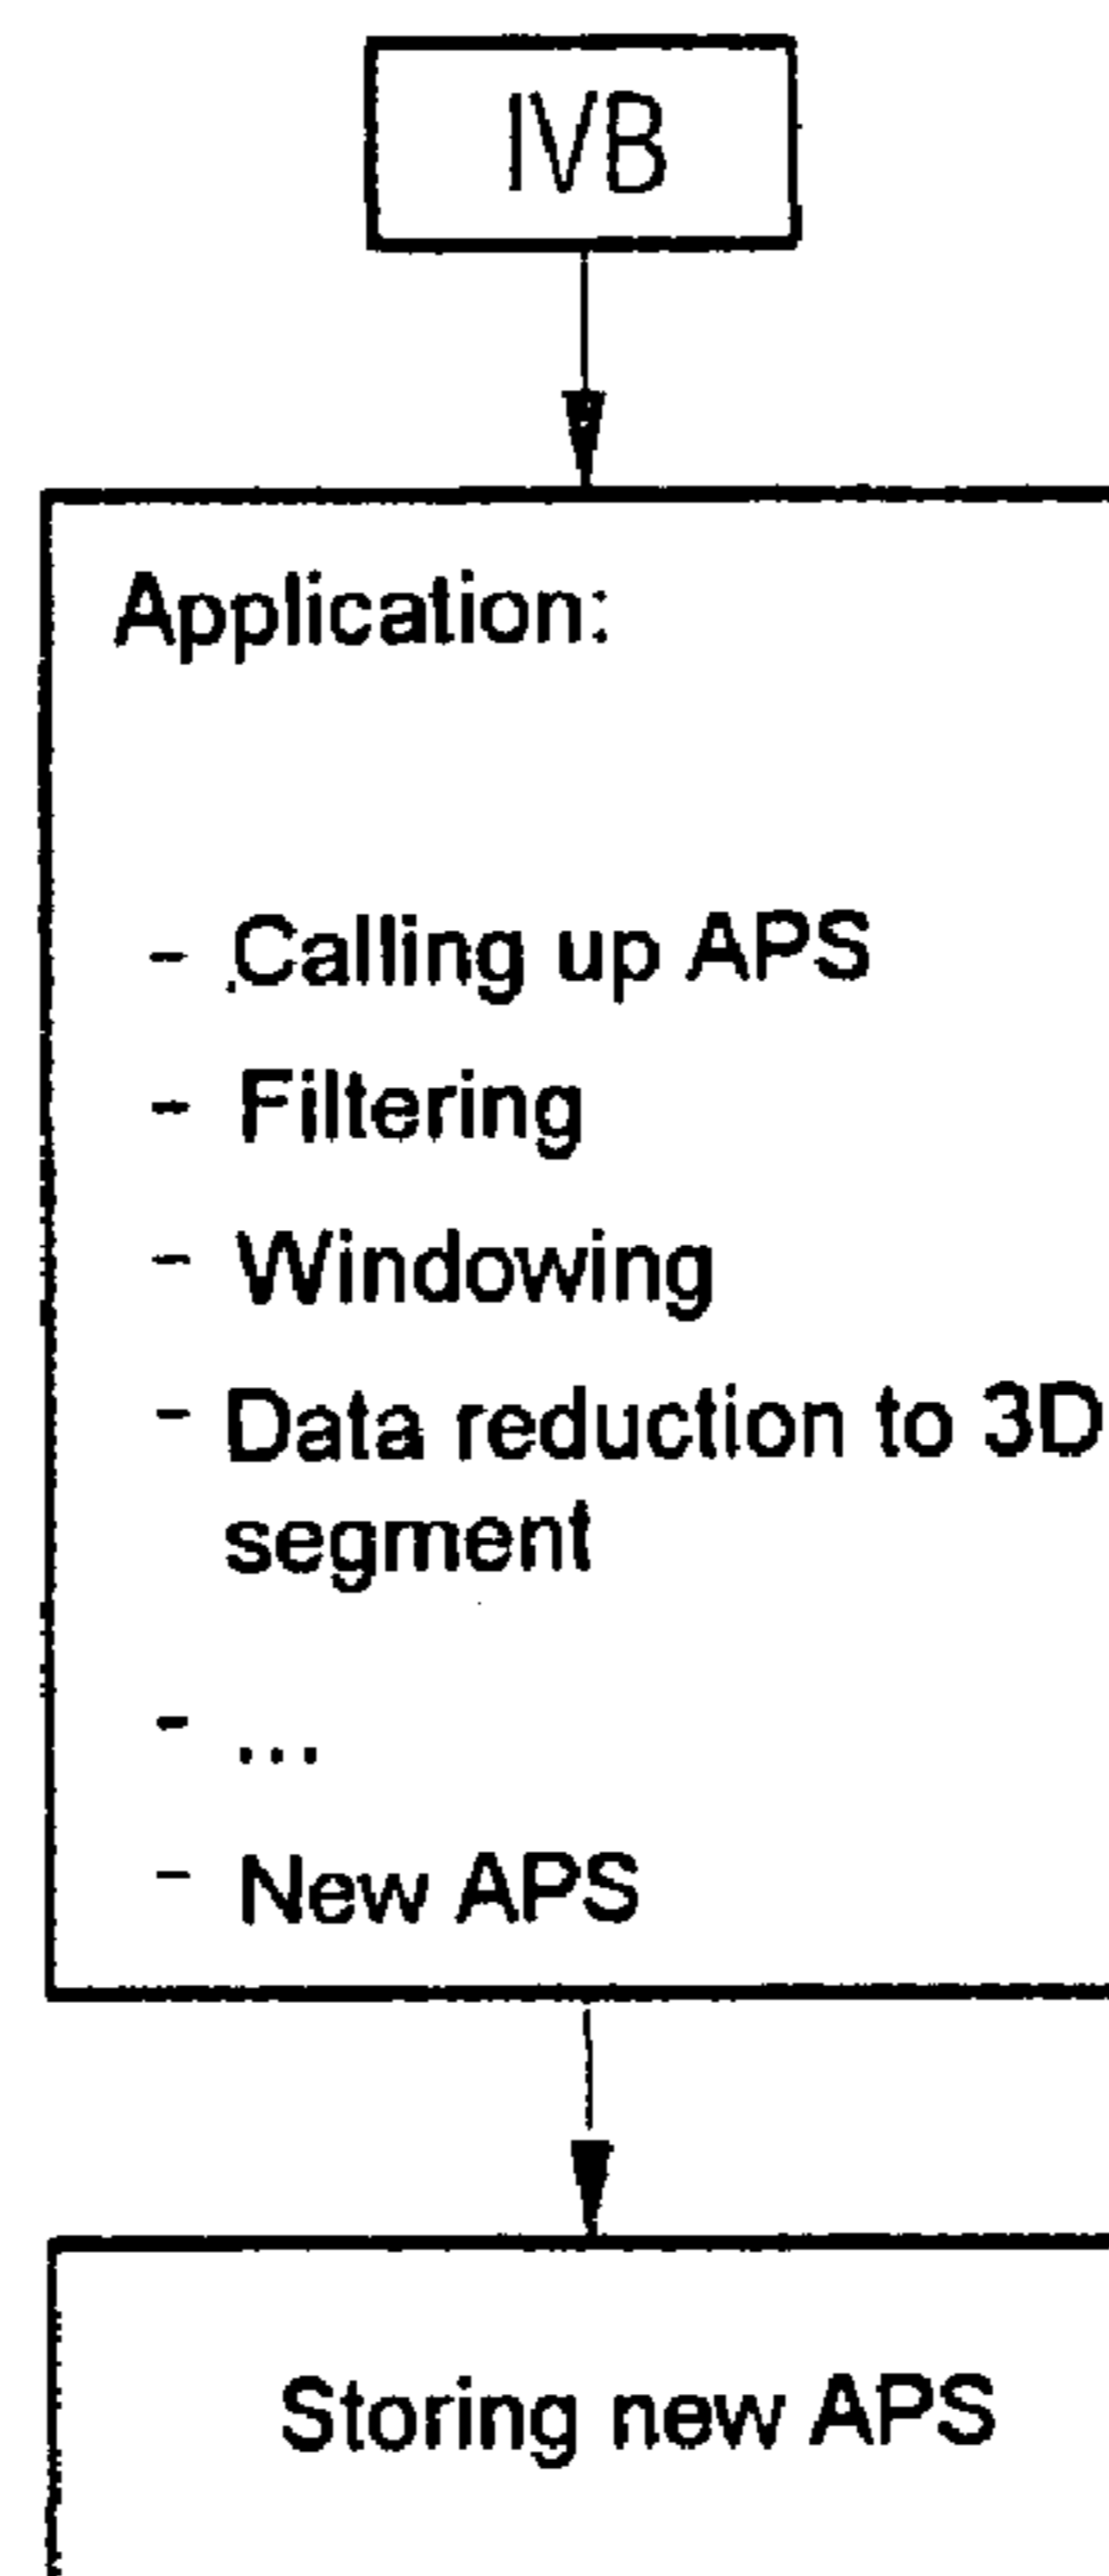 IVB
Application:
- Calling up APS
- Filtering
- Windowing
- Data reduction to 3D
segment
- ...
- New APS
Storing new APS